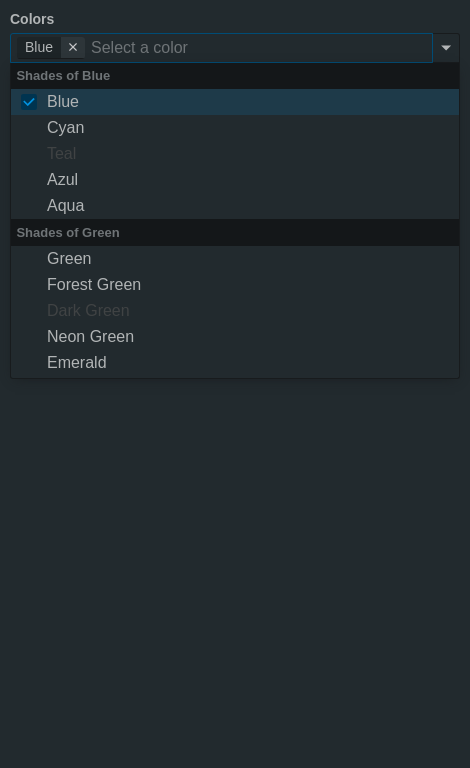 Colors
Blue Select a color
Shades of Blue
Blue
Cyan
Teal
Azul
Aqua
Shades of Green
Green
Forest Green
Dark Green
Neon Green
Emerald